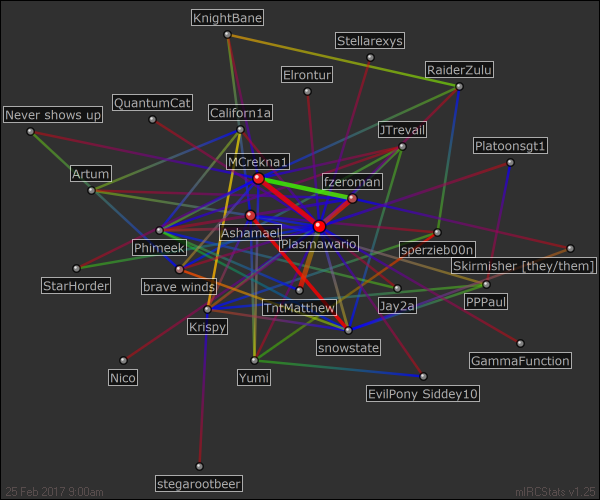 KnightBane
Stellarexys
Elrontur
RaiderZulu
QuantumCat
Never shows up
Californ1a
JTrevail
Platoonsgt1
MCrekna1
Artum
fzeroman
Ashamael
Plasmawario
Phimeek
sperzieb00n
Skirmisher [they/them]
StarHorder
brave winds
TntMatthew
Jay2a
PPPaul
Krispy
snowstate
GammaFunction
Nico
Yumi
EvilPony Siddey10
stegarootbeer
25 Feb 2017 9:00am
mIRCStats v1.25